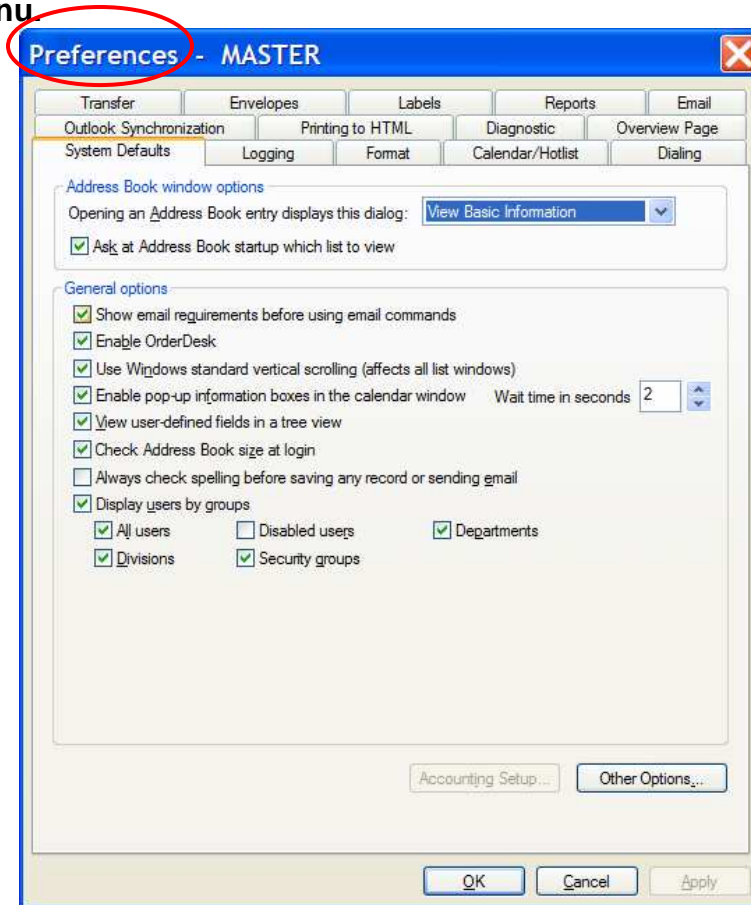 nu.
Preferences - MASTER
Transfer Envelopes Labels Reports Email
Outlook Synchronization Printing to HTML Diagnostic Overview Page
System Defaults Logging Format Calendar/Hotlist Dialing
Address Book window options
Opening an Address Book entry displays this dialog: View Basic Information
Ask at Address Book startup which list to view
General options
Show email requirements before using email commands
Enable OrderDesk
Use Windows standard vertical scrolling (affects all list windows)
Enable pop-up information boxes in the calendar window Wait time in seconds 2
View user-defined fields in a tree view
Check Address Book size at login
Always check spelling before saving any record or sending email
Display users by groups
All users Disabled users Departments
Divisions Security groups
Accounting Setup... Other Options...
OK Cancel Apply